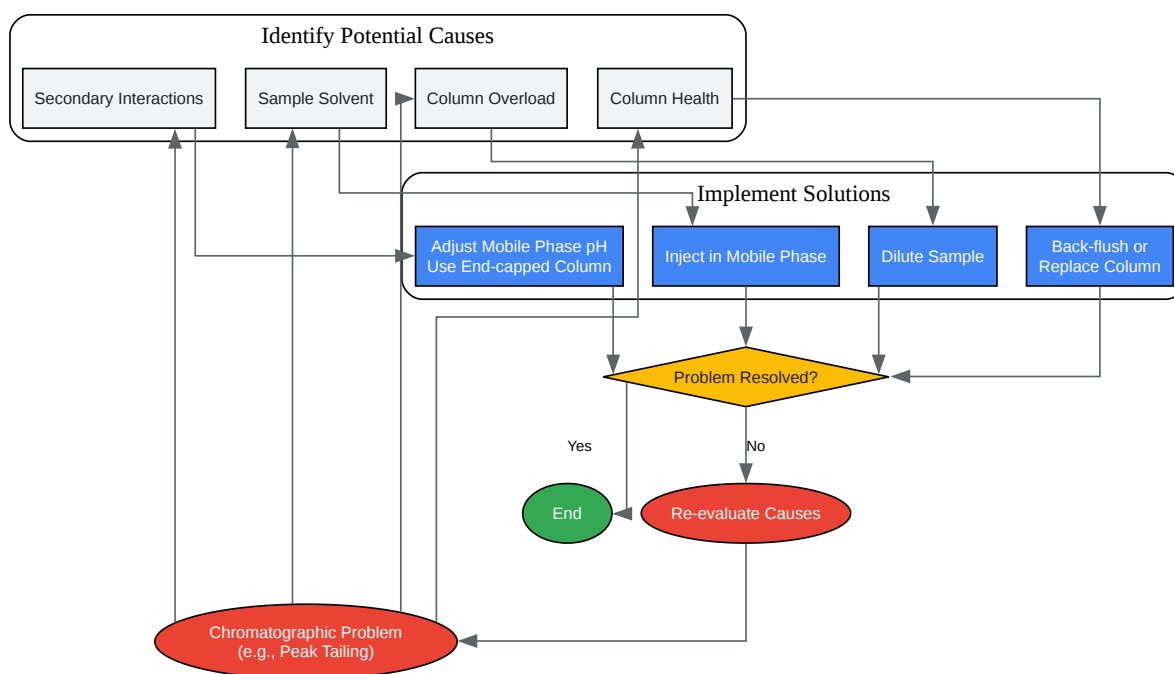 Identify Potential Causes
Secondary Interactions
Sample Solvent
Column Overload
Column Health
Implement Solutions
Adjust Mobile Phase pH
Use End-capped Column
Inject in Mobile Phase
Dilute Sample
Back-flush or
Replace Column
Problem Resolved?
Yes
No
End
Re-evaluate Causes
Chromatographic Problem
(e.g., Peak Tailing)